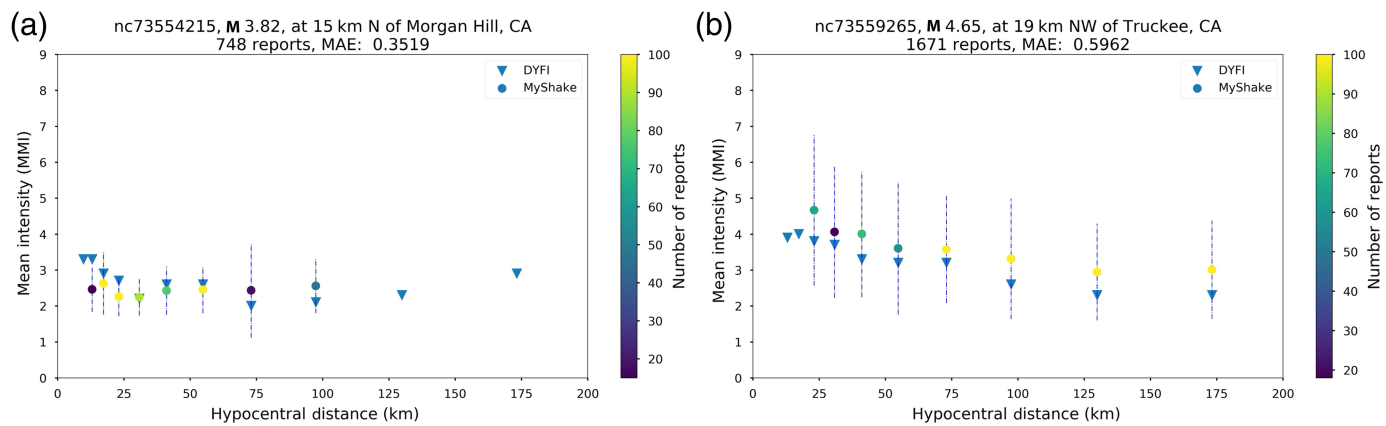 (a)
nc73554215, M 3.82, at 15 km N of Morgan Hill, CA
748 reports, MAE: 0.3519
Mean intensity (MMI)
9
8
7
6
5
4
3
2
1
0
DYFI
MyShake
0 25 50 75 100 125 150 175 200
Hypocentral distance (km)
100
90
80
70
60
50
40
30
20
Number of reports
(b)
nc73559265, M 4.65, at 19 km NW of Truckee, CA
1671 reports, MAE: 0.5962
Mean intensity (MMI)
9
8
7
6
5
4
3
2
1
0
DYFI
MyShake
0 25 50 75 100 125 150 175 200
Hypocentral distance (km)
100
90
80
70
60
50
40
30
20
Number of reports